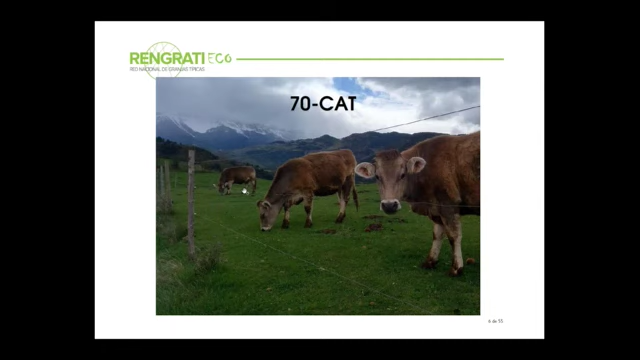 RENGRATI ECO
RED NACIONAL DE GRANJAS TÍPICAS
70-CAT
6 de 55